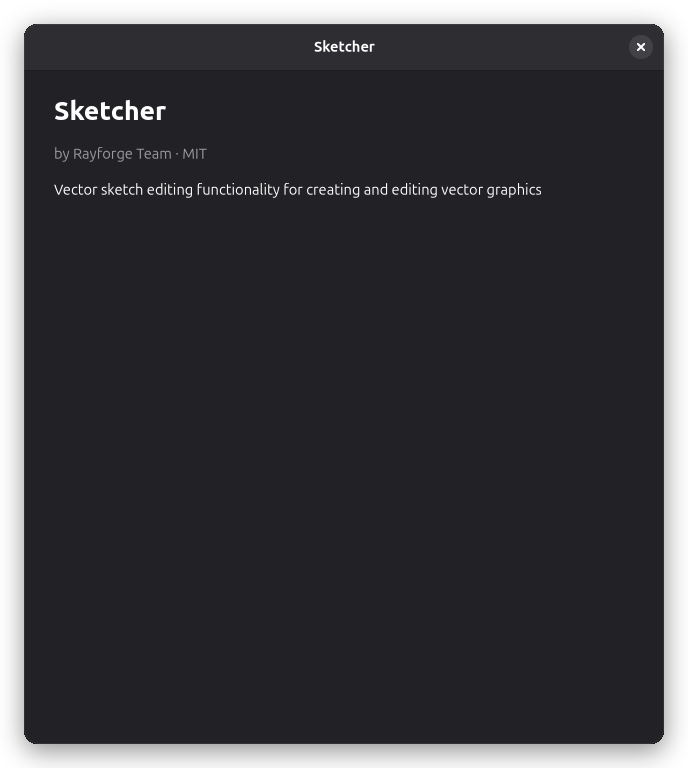 Sketcher
Sketcher
by Rayforge Team · MIT
Vector sketch editing functionality for creating and editing vector graphics